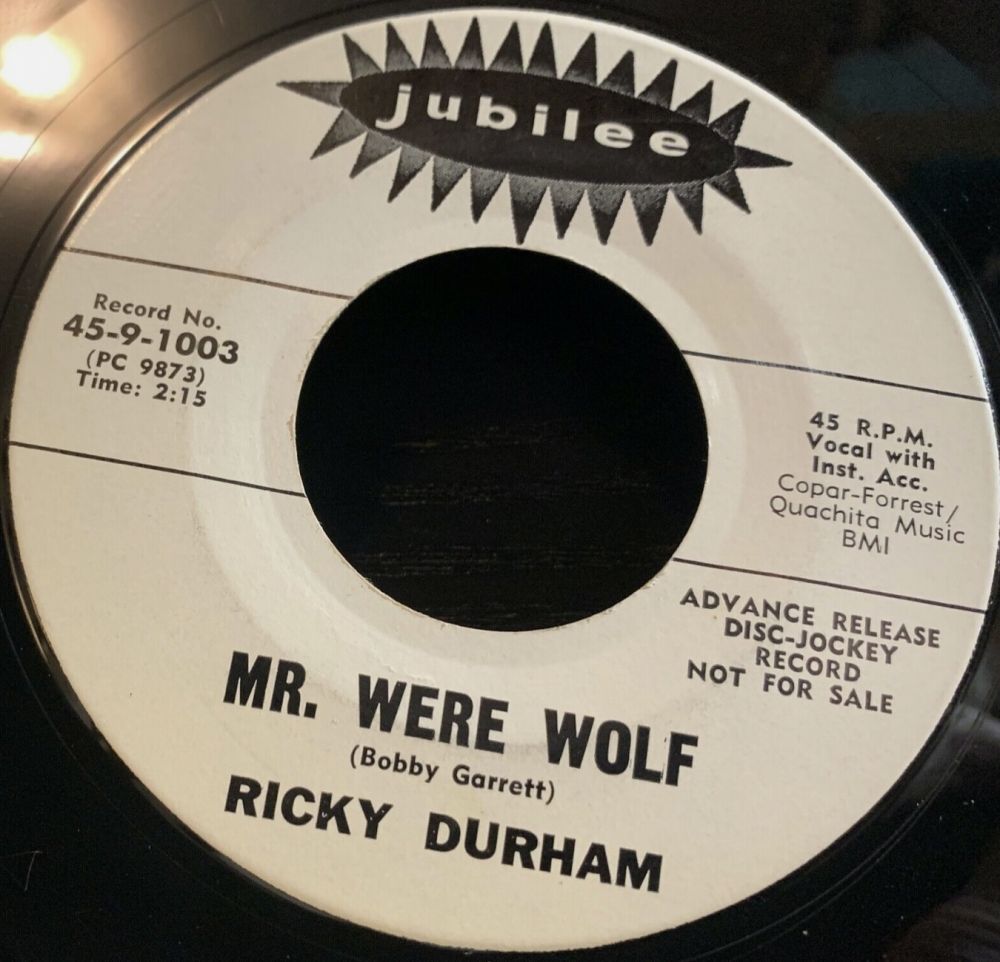 jubilee
Record No.
45-9-1003
(PC 9873)
Time: 2:15
45 R.P.M.
Vocal with
Inst. Acc.
Copar-Forrest/
Quachita Music
BMI
ADVANCE RELEASE
DISC-JOCKEY
RECORD
NOT FOR SALE
MR. WERE WOLF
(Bobby Garrett)
RICKY DURHAM